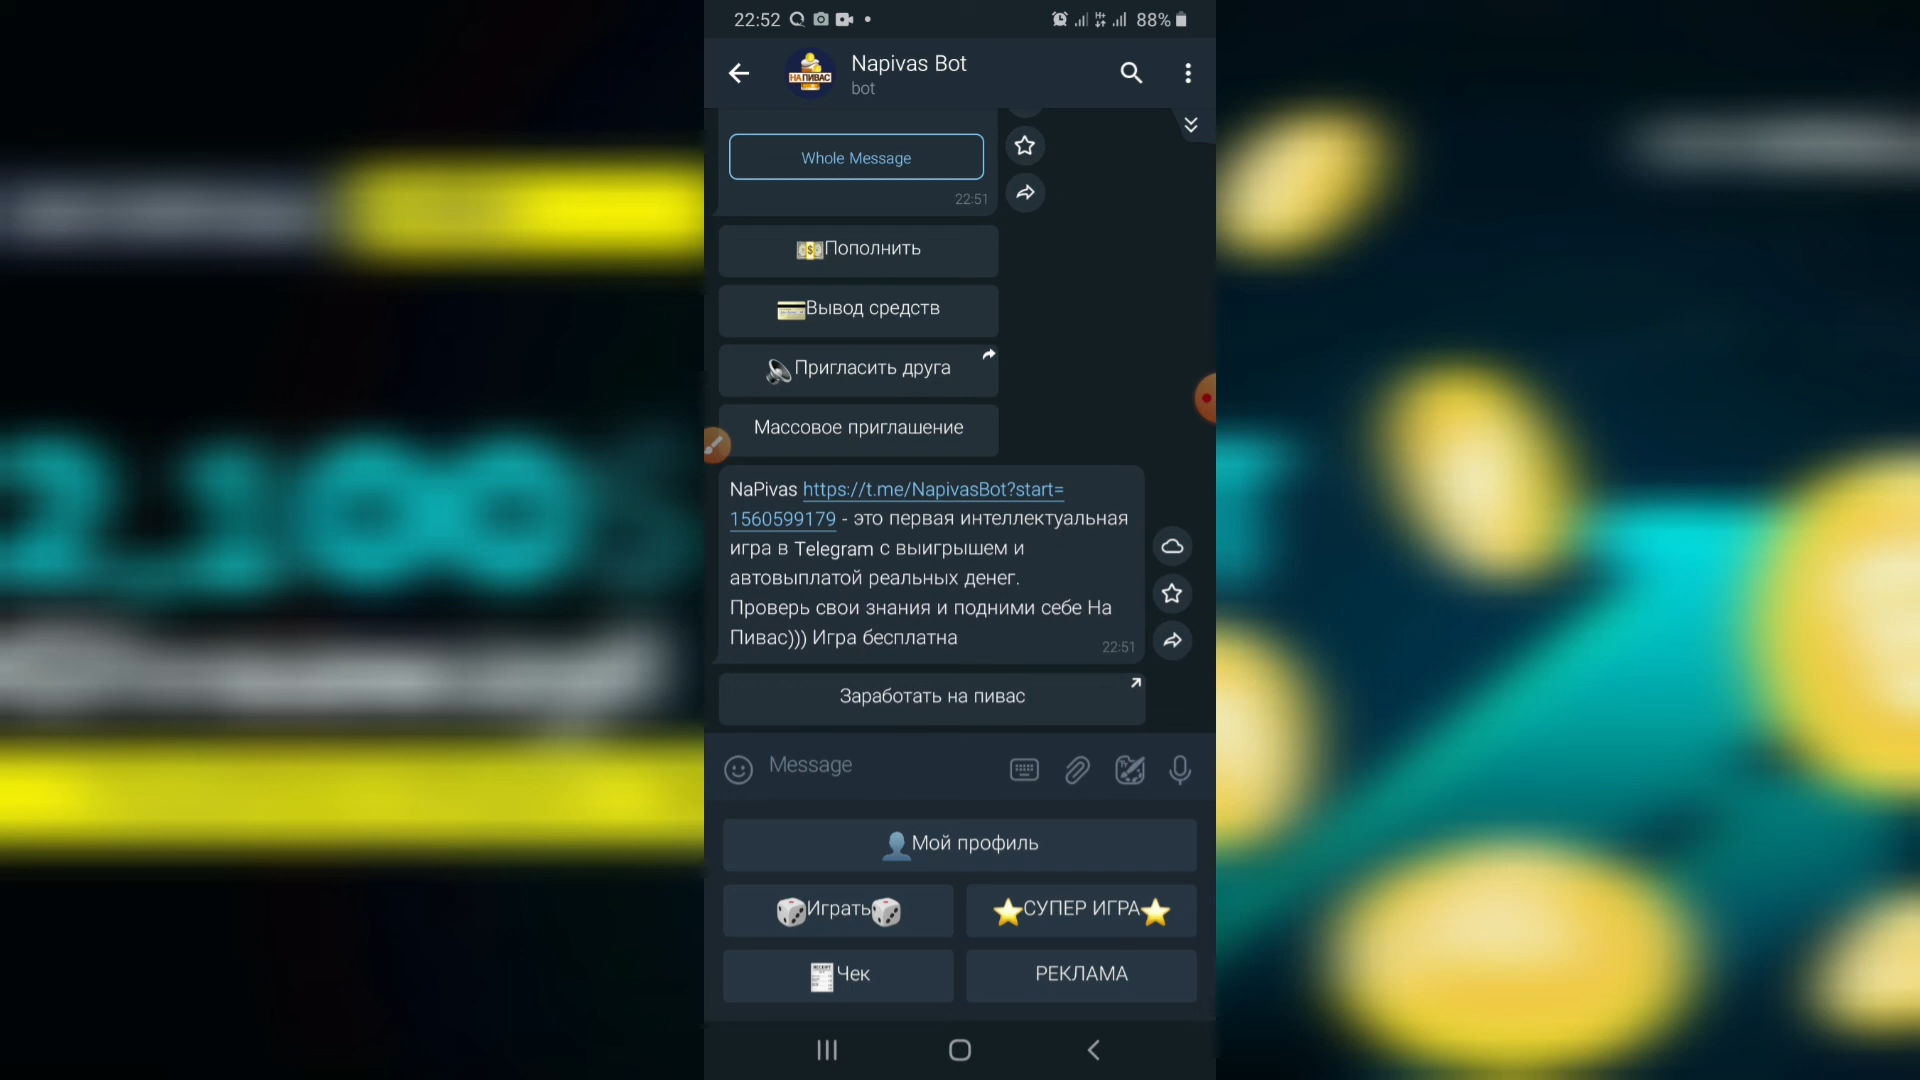 22:52
88%
НА ПИВАС
Napivas Bot
bot
Whole Message
22:51
Пополнить
Вывод средств
Пригласить друга
Массовое приглашение
NaPivas https://t.me/NapivasBot?start=
1560599179 - это первая интеллектуальная
игра в Telegram с выигрышем и
автовыплатой реальных денег.
Проверь свои знания и подними себе На
Пивас))) Игра бесплатна
22:51
Заработать на пивас
Message
Мой профиль
Играть
СУПЕР ИГРА
Чек
РЕКЛАМА